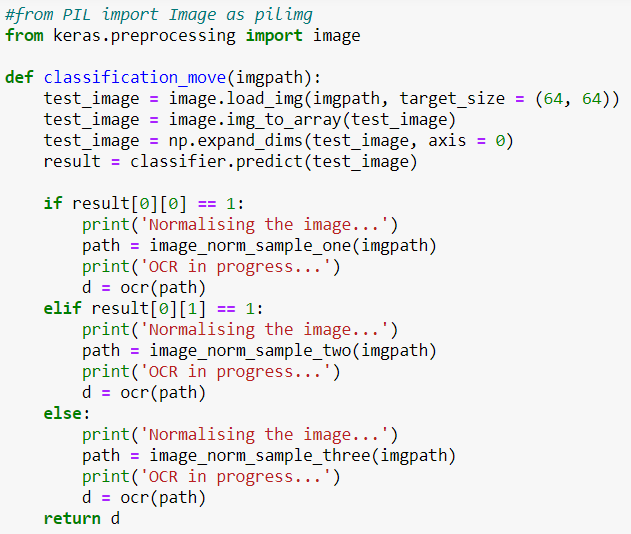 #from PIL import Image as pilimg
from keras.preprocessing import image
def classification_move(imgpath):
    test_image = image.load_img(imgpath, target_size = (64, 64))
    test_image = image.img_to_array(test_image)
    test_image = np.expand_dims(test_image, axis = 0)
    result = classifier.predict(test_image)
    if result[0][0] == 1:
        print('Normalising the image...')
        path = image_norm_sample_one(imgpath)
        print('OCR in progress...')
        d = ocr(path)
    elif result[0][1] == 1:
        print('Normalising the image...')
        path = image_norm_sample_two(imgpath)
        print('OCR in progress...')
        d = ocr(path)
    else:
        print('Normalising the image...')
        path = image_norm_sample_three(imgpath)
        print('OCR in progress...')
        d = ocr(path)
    return d